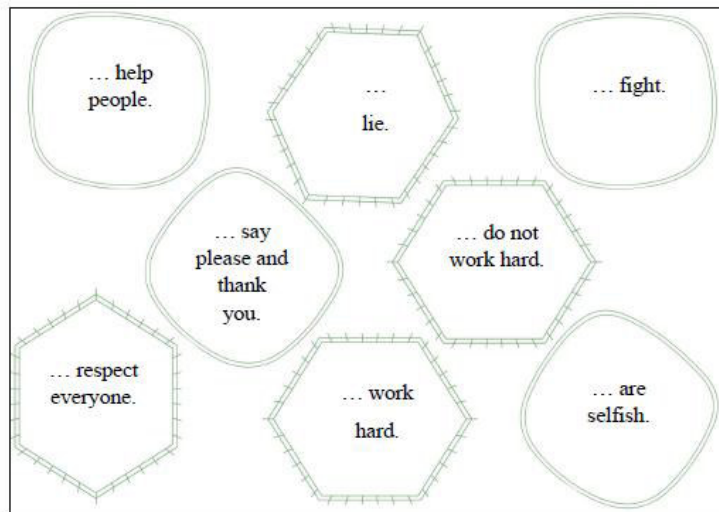 … help
people.
…
lie.
… fight.
… say
please and
thank
you.
… do not
work hard.
… respect
everyone.
… work
hard.
… are
selfish.